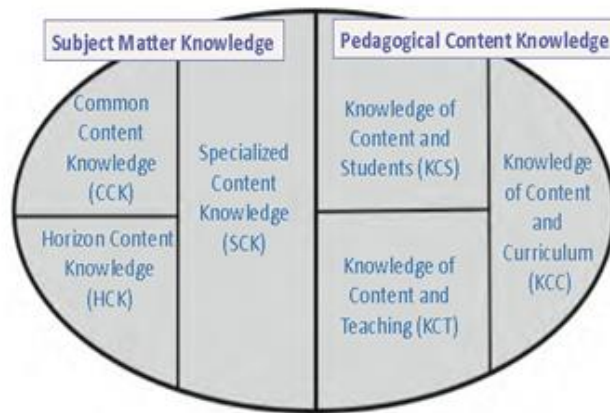 Subject Matter Knowledge
Pedagogical Content Knowledge
Common
Content
Knowledge
(CCK)
Horizon Content
Knowledge
(HCK)
Specialized
Content
Knowledge
(SCK)
Knowledge of
Content and
Students (KCS)
Knowledge of
Content and
Teaching (KCT)
Knowledge
of Content
and
Curriculum
(KCC)